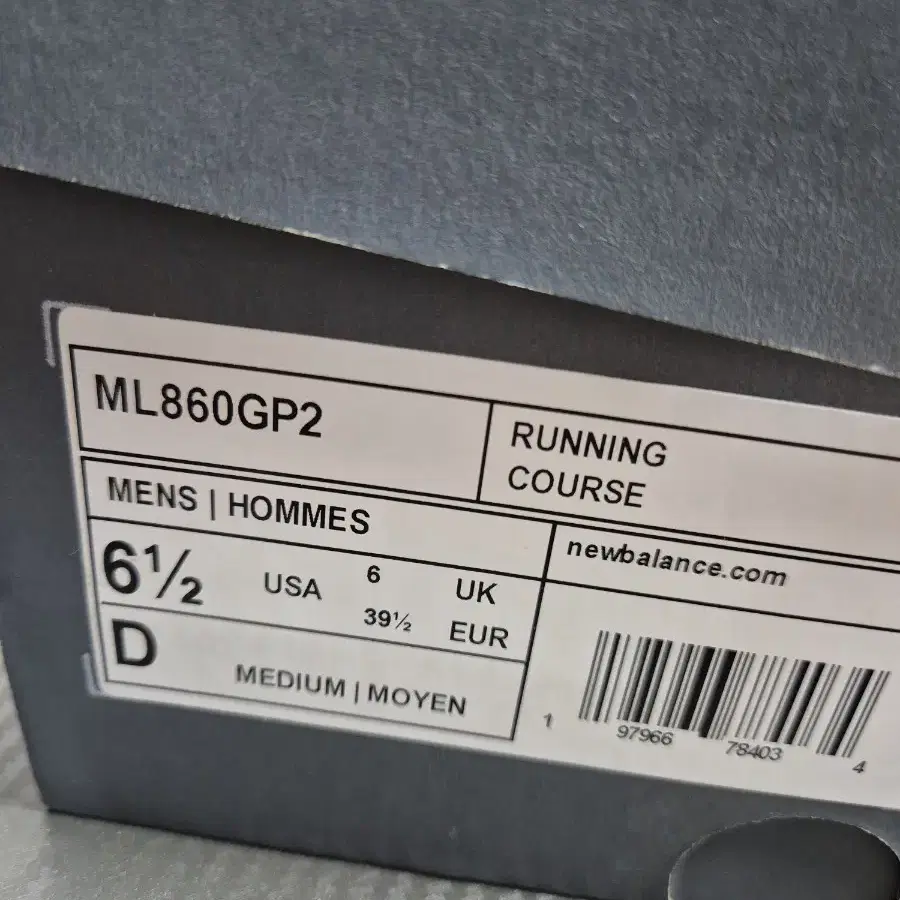 ML860GP2
RUNNING
COURSE
MENS | HOMMES
newbalance.com
6½ USA 6 UK
39½ EUR
D
MEDIUM | MOYEN
1 97966 78403 4